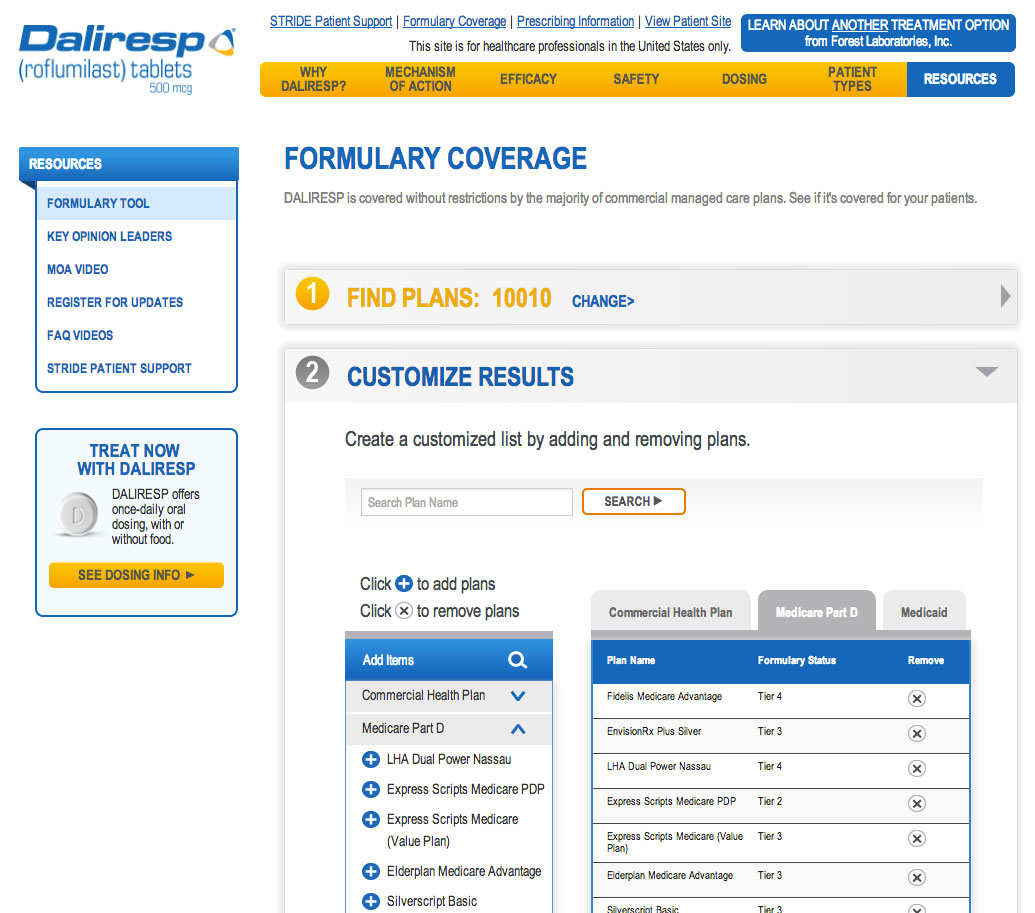 Daliresp
(roflumilast) tablets
500 mcg
STRIDE Patient Support | Formulary Coverage | Prescribing Information | View Patient Site
This site is for healthcare professionals in the United States only.
LEARN ABOUT ANOTHER TREATMENT OPTION
from Forest Laboratories, Inc.
WHY
DALIRESP?
MECHANISM
OF ACTION
EFFICACY
SAFETY
DOSING
PATIENT
TYPES
RESOURCES
RESOURCES
FORMULARY TOOL
KEY OPINION LEADERS
MOA VIDEO
REGISTER FOR UPDATES
FAQ VIDEOS
STRIDE PATIENT SUPPORT
TREAT NOW
WITH DALIRESP
D
DALIRESP offers
once-daily oral
dosing, with or
without food.
SEE DOSING INFO ►
FORMULARY COVERAGE
DALIRESP is covered without restrictions by the majority of commercial managed care plans. See if it's covered for your patients.
1 FIND PLANS: 10010 CHANGE>
2 CUSTOMIZE RESULTS
Create a customized list by adding and removing plans.
Search Plan Name
SEARCH ►
Click + to add plans
Click × to remove plans
Add Items
Commercial Health Plan
Medicare Part D
LHA Dual Power Nassau
Express Scripts Medicare PDP
Express Scripts Medicare
(Value Plan)
Elderplan Medicare Advantage
Silverscript Basic
Commercial Health Plan
Medicare Part D
Medicaid
Plan Name Formulary Status Remove
Fidelis Medicare Advantage Tier 4
EnvisionRx Plus Silver Tier 3
LHA Dual Power Nassau Tier 4
Express Scripts Medicare PDP Tier 2
Express Scripts Medicare (Value Tier 3
Plan)
Elderplan Medicare Advantage Tier 3
Silverscript Basic Tier 3